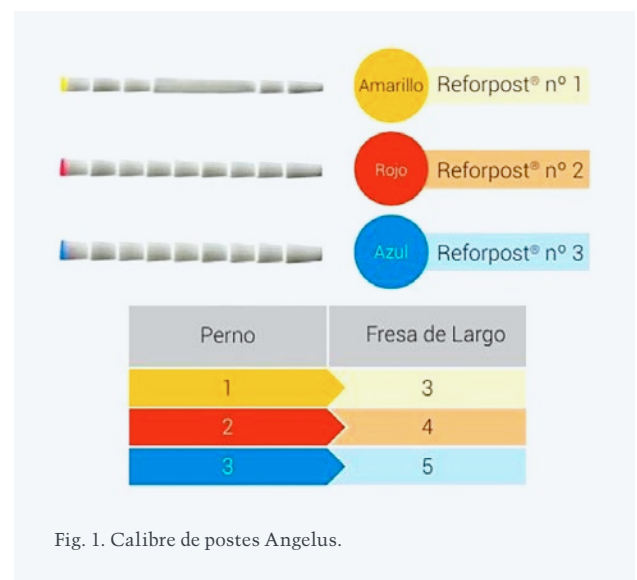 Amarillo Reforpost® nº 1
Rojo Reforpost® nº 2
Azul Reforpost® nº 3
Perno Fresa de Largo
1 3
2 4
3 5
Fig. 1. Calibre de postes Angelus.